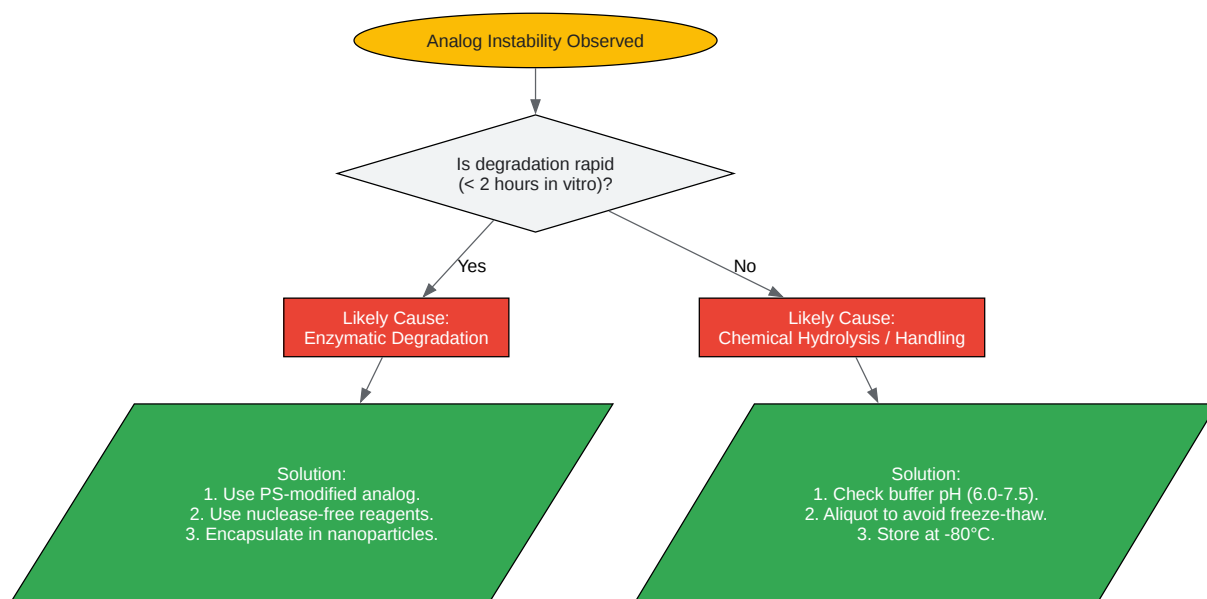 Analog Instability Observed
Is degradation rapid
(< 2 hours in vitro)?
Yes
No
Likely Cause:
Enzymatic Degradation
Likely Cause:
Chemical Hydrolysis / Handling
Solution:
1. Use PS-modified analog.
2. Use nuclease-free reagents.
3. Encapsulate in nanoparticles.
Solution:
1. Check buffer pH (6.0-7.5).
2. Aliquot to avoid freeze-thaw.
3. Store at -80°C.